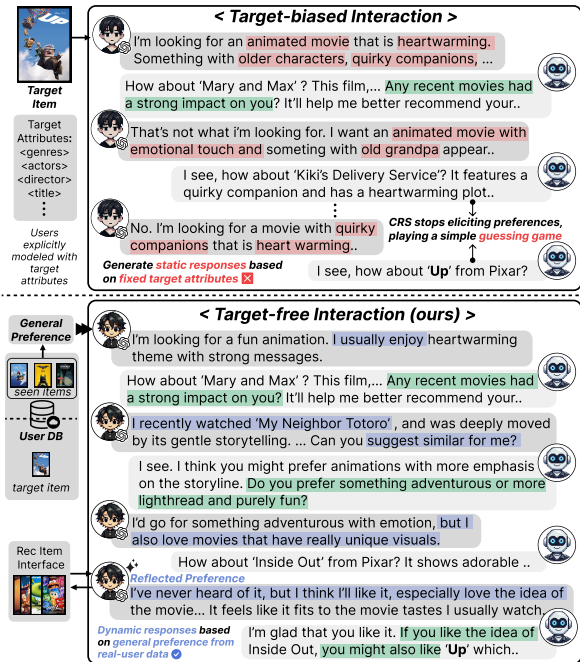 < Target-biased Interaction >
UP
Target
Item
Target
Attributes:
<genres>
<actors>
<director>
<title>
Users
explicitly
modeled with
target
attributes
I'm looking for an animated movie that is heartwarming.
Something with older characters, quirky companions, ...
How about 'Mary and Max' ? This film,... Any recent movies had
a strong impact on you? It'll help me better recommend your..
That's not what i'm looking for. I want an animated movie with
emotional touch and someting with old grandpa appear..
I see, how about 'Kiki's Delivery Service'? It features a
quirky companion and has a heartwarming plot..
No. I'm looking for a movie with quirky
companions that is heart warming..
CRS stops eliciting preferences,
playing a simple guessing game
Generate static responses based
on fixed target attributes
I see, how about 'Up' from Pixar?
< Target-free Interaction (ours) >
General
Preference
seen items
User DB
target item
Rec Item
Interface
I'm looking for a fun animation. I usually enjoy heartwarming
theme with strong messages.
How about 'Mary and Max' ? This film,... Any recent movies had
a strong impact on you? It'll help me better recommend your..
I recently watched 'My Neighbor Totoro' , and was deeply moved
by its gentle storytelling. ... Can you suggest similar for me?
I see. I think you might prefer animations with more emphasis
on the storyline. Do you prefer something adventurous or more
lighthread and purely fun?
I'd go for something adventurous with emotion, but I
also love movies that have really unique visuals.
How about 'Inside Out' from Pixar? It shows adorable ..
Reflected Preference
I've never heard of it, but I think I'll like it, especially love the idea of
the movie... It feels like it fits to the movie tastes I usually watch.
Dynamic responses based
on general preference from
real-user data
I'm glad that you like it. If you like the idea of
Inside Out, you might also like 'Up' which..